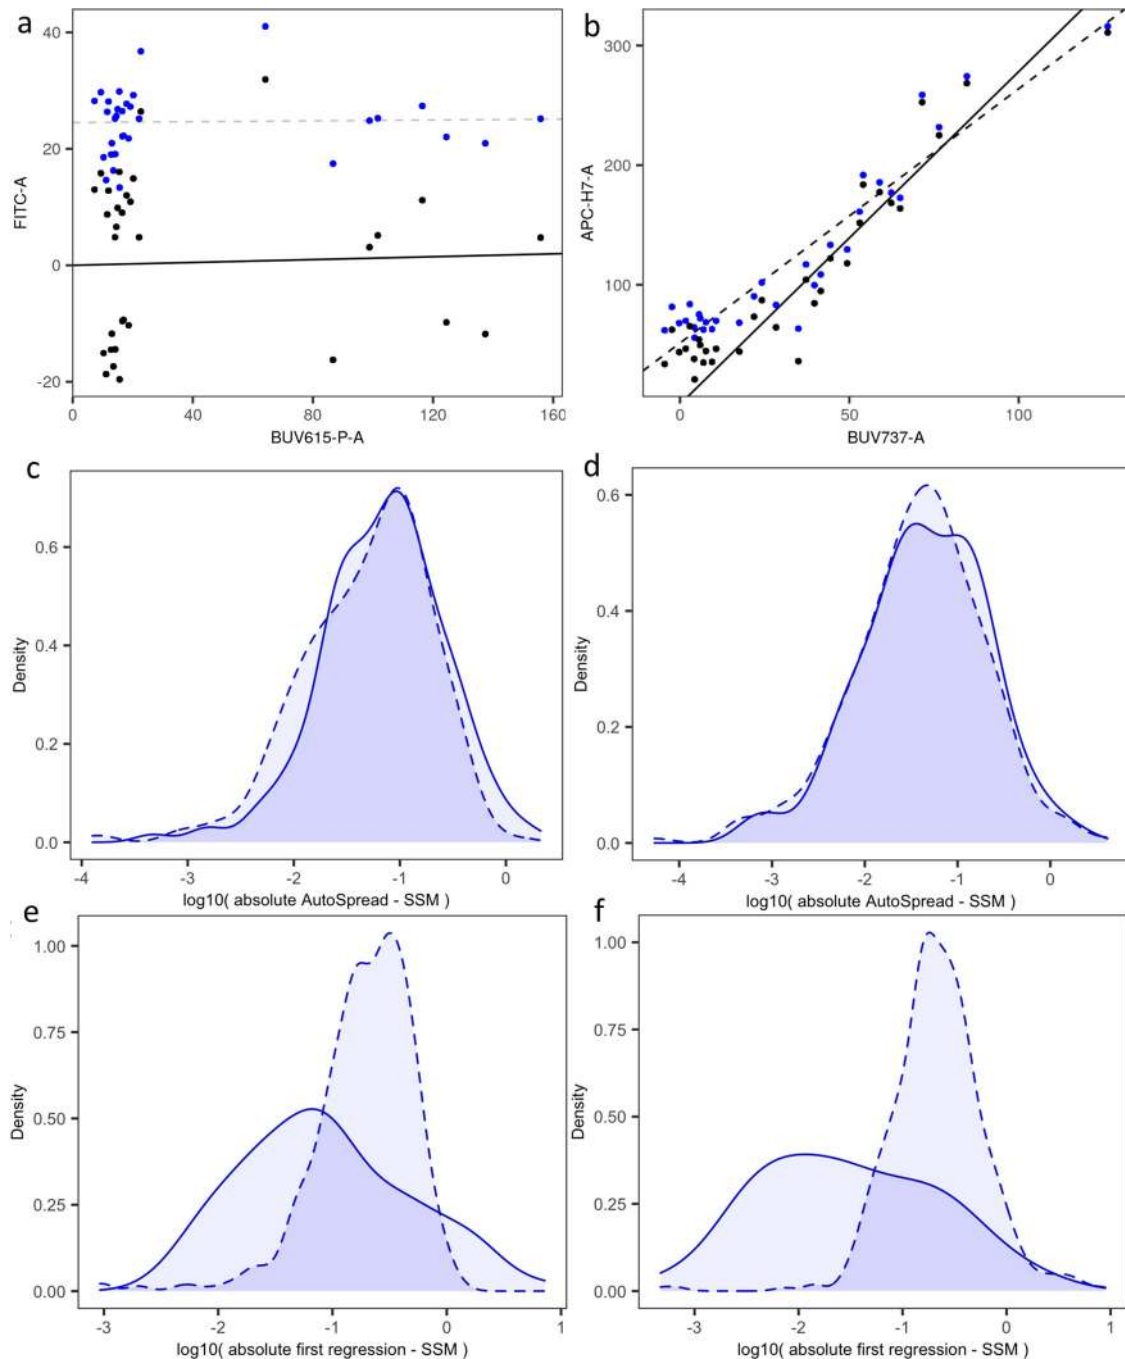 a
40
20
0
-20
FITC-A
0
40
80
120
160
BUV615-P-A
b
300
200
100
APC-H7-A
0
50
100
BUV737-A
c
0.6
0.4
0.2
0.0
Density
-4
-3
-2
-1
0
log10( absolute AutoSpread - SSM )
d
0.6
0.4
0.2
0.0
Density
-4
-3
-2
-1
0
log10( absolute AutoSpread - SSM )
e
1.00
0.75
0.50
0.25
0.00
Density
-3
-2
-1
0
1
log10( absolute first regression - SSM )
f
1.00
0.75
0.50
0.25
0.00
Density
-3
-2
-1
0
1
log10( absolute first regression - SSM )